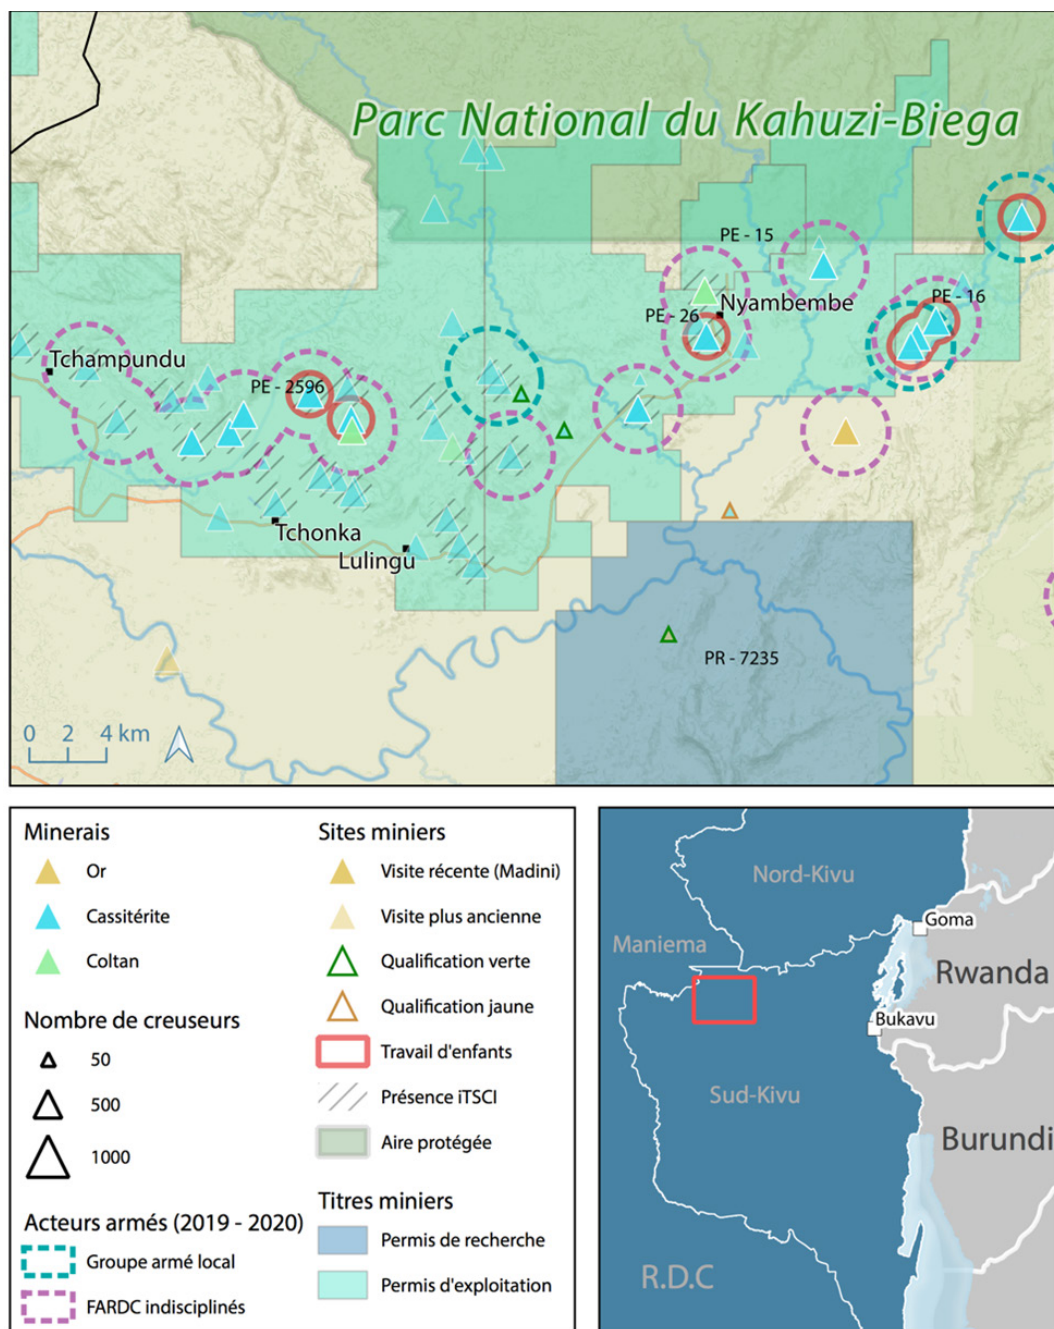 Parc National du Kahuzi-Biega
PE - 15
Nyambembe
PE - 16
PE - 26
Tchampundu
PE - 2596
Tchonka
Lulingu
PR - 7235
0 2 4 km
Minerais
Or
Cassitérite
Coltan
Nombre de creuseurs
50
500
1000
Acteurs armés (2019 - 2020)
Groupe armé local
FARDC indisciplinés
Sites miniers
Visite récente (Madini)
Visite plus ancienne
Qualification verte
Qualification jaune
Travail d'enfants
Présence iTSCI
Aire protégée
Titres miniers
Permis de recherche
Permis d'exploitation
Nord-Kivu
Goma
Maniema
Rwanda
Bukavu
Sud-Kivu
Burundi
R.D.C